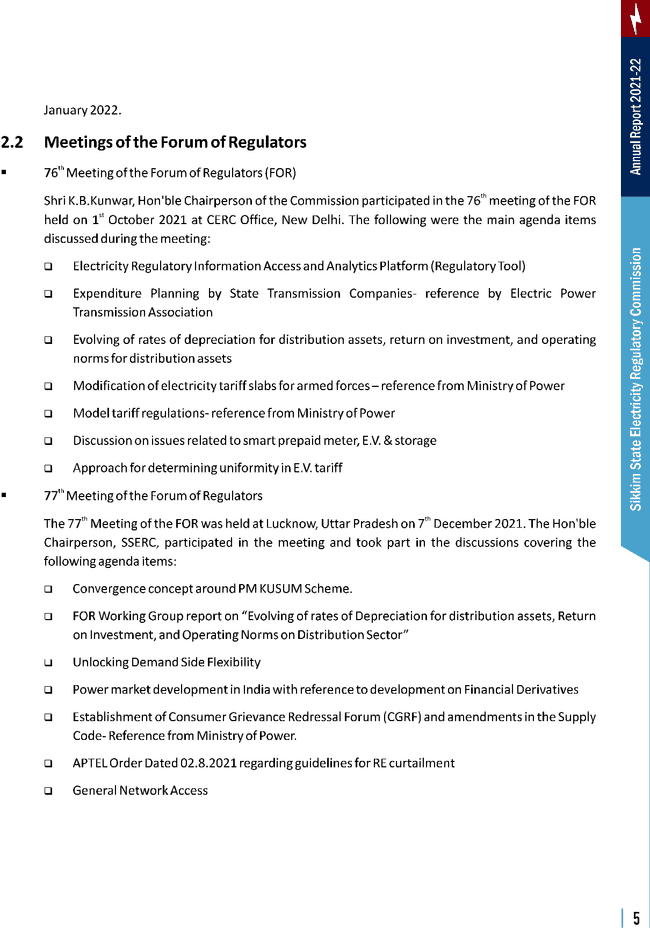 January 2022.
2.2 Meetings of the Forum of Regulators
▪ 76th Meeting of the Forum of Regulators (FOR)
Shri K.B.Kunwar, Hon'ble Chairperson of the Commission participated in the 76th meeting of the FOR
held on 1st October 2021 at CERC Office, New Delhi. The following were the main agenda items
discussed during the meeting:
❑ Electricity Regulatory Information Access and Analytics Platform (Regulatory Tool)
❑ Expenditure Planning by State Transmission Companies- reference by Electric Power
Transmission Association
❑ Evolving of rates of depreciation for distribution assets, return on investment, and operating
norms for distribution assets
❑ Modification of electricity tariff slabs for armed forces – reference from Ministry of Power
❑ Model tariff regulations- reference from Ministry of Power
❑ Discussion on issues related to smart prepaid meter, E.V. & storage
❑ Approach for determining uniformity in E.V. tariff
▪ 77th Meeting of the Forum of Regulators
The 77th Meeting of the FOR was held at Lucknow, Uttar Pradesh on 7th December 2021. The Hon'ble
Chairperson, SSERC, participated in the meeting and took part in the discussions covering the
following agenda items:
❑ Convergence concept around PM KUSUM Scheme.
❑ FOR Working Group report on “Evolving of rates of Depreciation for distribution assets, Return
on Investment, and Operating Norms on Distribution Sector”
❑ Unlocking Demand Side Flexibility
❑ Power market development in India with reference to development on Financial Derivatives
❑ Establishment of Consumer Grievance Redressal Forum (CGRF) and amendments in the Supply
Code- Reference from Ministry of Power.
❑ APTEL Order Dated 02.8.2021 regarding guidelines for RE curtailment
❑ General Network Access
Annual Report 2021-22
Sikkim State Electricity Regulatory Commission
5